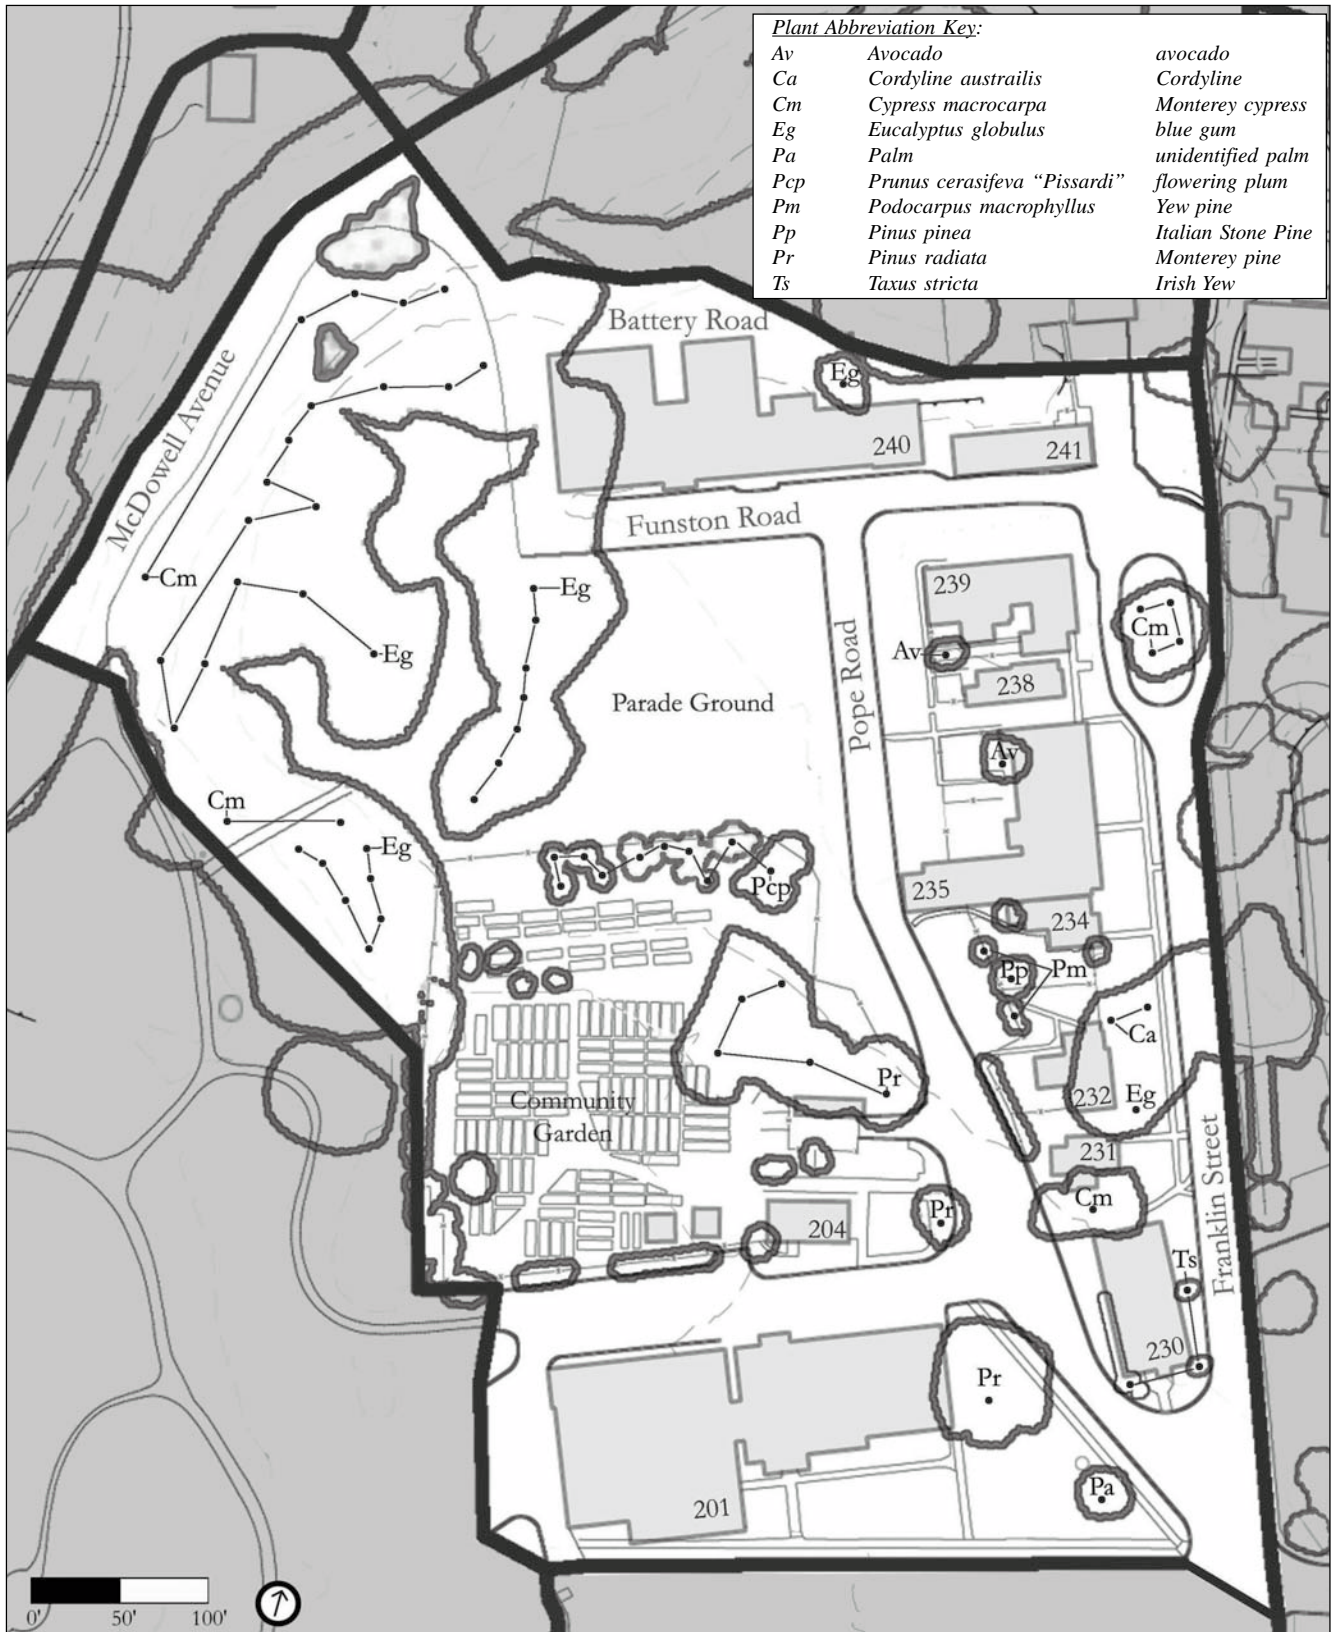 Plant Abbreviation Key:
Av Avocado avocado
Ca Cordyline austrailis Cordyline
Cm Cypress macrocarpa Monterey cypress
Eg Eucalyptus globulus blue gum
Pa Palm unidentified palm
Pcp Prunus cerasifeva “Pissardi” flowering plum
Pm Podocarpus macrophyllus Yew pine
Pp Pinus pinea Italian Stone Pine
Pr Pinus radiata Monterey pine
Ts Taxus stricta Irish Yew
Battery Road
Eg
McDowell Avenue
240
241
Funston Road
Cm
Eg
239
Cm
Eg
Av
238
Parade Ground
Pope Road
Av
Cm
Eg
Pcp
235
234
Pp
Pm
Ca
Pr
232
Eg
Community
Garden
231
Franklin Street
Cm
Pr
204
Ts
230
Pr
Pa
201
0' 50' 100'